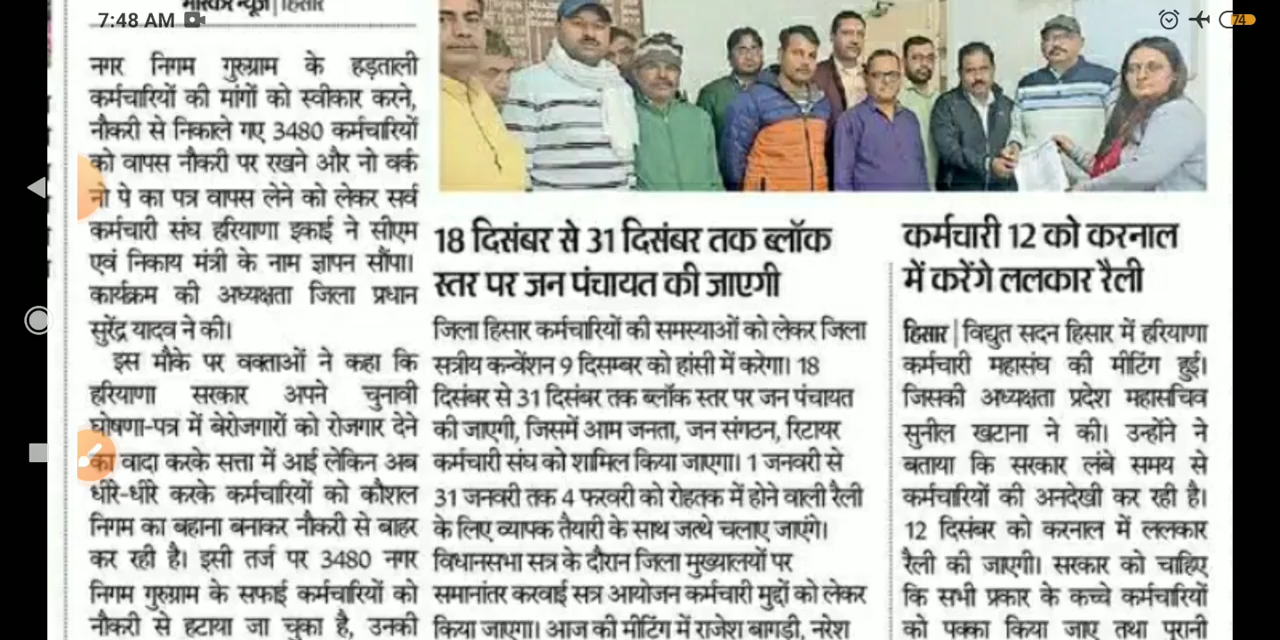 भास्कर न्यूज | हिसार
7:48 AM
74
नगर निगम गुरुग्राम के हड़ताली
कर्मचारियों की मांगों को स्वीकार करने,
नौकरी से निकाले गए 3480 कर्मचारियों
को वापस नौकरी पर रखने और नो वर्क
नो पे का पत्र वापस लेने को लेकर सर्व
कर्मचारी संघ हरियाणा इकाई ने सीएम
एवं निकाय मंत्री के नाम ज्ञापन सौंपा।
कार्यक्रम की अध्यक्षता जिला प्रधान
सुरेंद्र यादव ने की।
इस मौके पर वक्ताओं ने कहा कि
हरियाणा सरकार अपने चुनावी
घोषणा-पत्र में बेरोजगारों को रोजगार देने
का वादा करके सत्ता में आई लेकिन अब
धीरे-धीरे करके कर्मचारियों को कौशल
निगम का बहाना बनाकर नौकरी से बाहर
कर रही है। इसी तर्ज पर 3480 नगर
निगम गुरुग्राम के सफाई कर्मचारियों को
नौकरी से हटाया जा चुका है, उनकी
18 दिसंबर से 31 दिसंबर तक ब्लॉक
स्तर पर जन पंचायत की जाएगी
जिला हिसार कर्मचारियों की समस्याओं को लेकर जिला
सत्रीय कन्वेंशन 9 दिसम्बर को हांसी में करेगा। 18
दिसंबर से 31 दिसंबर तक ब्लॉक स्तर पर जन पंचायत
की जाएगी, जिसमें आम जनता, जन संगठन, रिटायर
कर्मचारी संघ को शामिल किया जाएगा। 1 जनवरी से
31 जनवरी तक 4 फरवरी को रोहतक में होने वाली रैली
के लिए व्यापक तैयारी के साथ जत्थे चलाए जाएंगे।
विधानसभा सत्र के दौरान जिला मुख्यालयों पर
समानांतर करवाई सत्र आयोजन कर्मचारी मुद्दों को लेकर
किया जाएगा। आज की मीटिंग में राजेश बागड़ी, नरेश
कर्मचारी 12 को करनाल
में करेंगे ललकार रैली
हिसार | विद्युत सदन हिसार में हरियाणा
कर्मचारी महासंघ की मीटिंग हुई।
जिसकी अध्यक्षता प्रदेश महासचिव
सुनील खटाना ने की। उन्होंने ने
बताया कि सरकार लंबे समय से
कर्मचारियों की अनदेखी कर रही है।
12 दिसंबर को करनाल में ललकार
रैली की जाएगी। सरकार को चाहिए
कि सभी प्रकार के कच्चे कर्मचारियों
को पक्का किया जाए तथा पुरानी